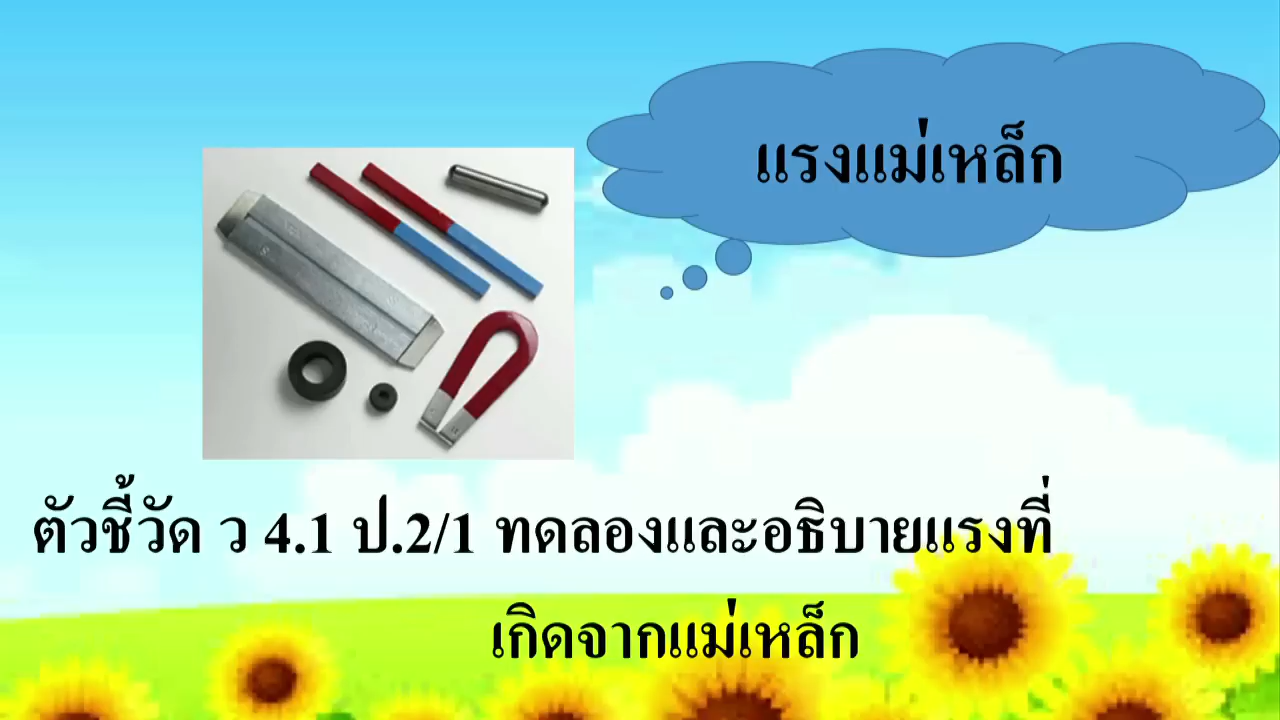 แรงแม่เหล็ก
ตัวชี้วัด ว 4.1 ป.2/1 ทดลองและอธิบายแรงที่
เกิดจากแม่เหล็ก